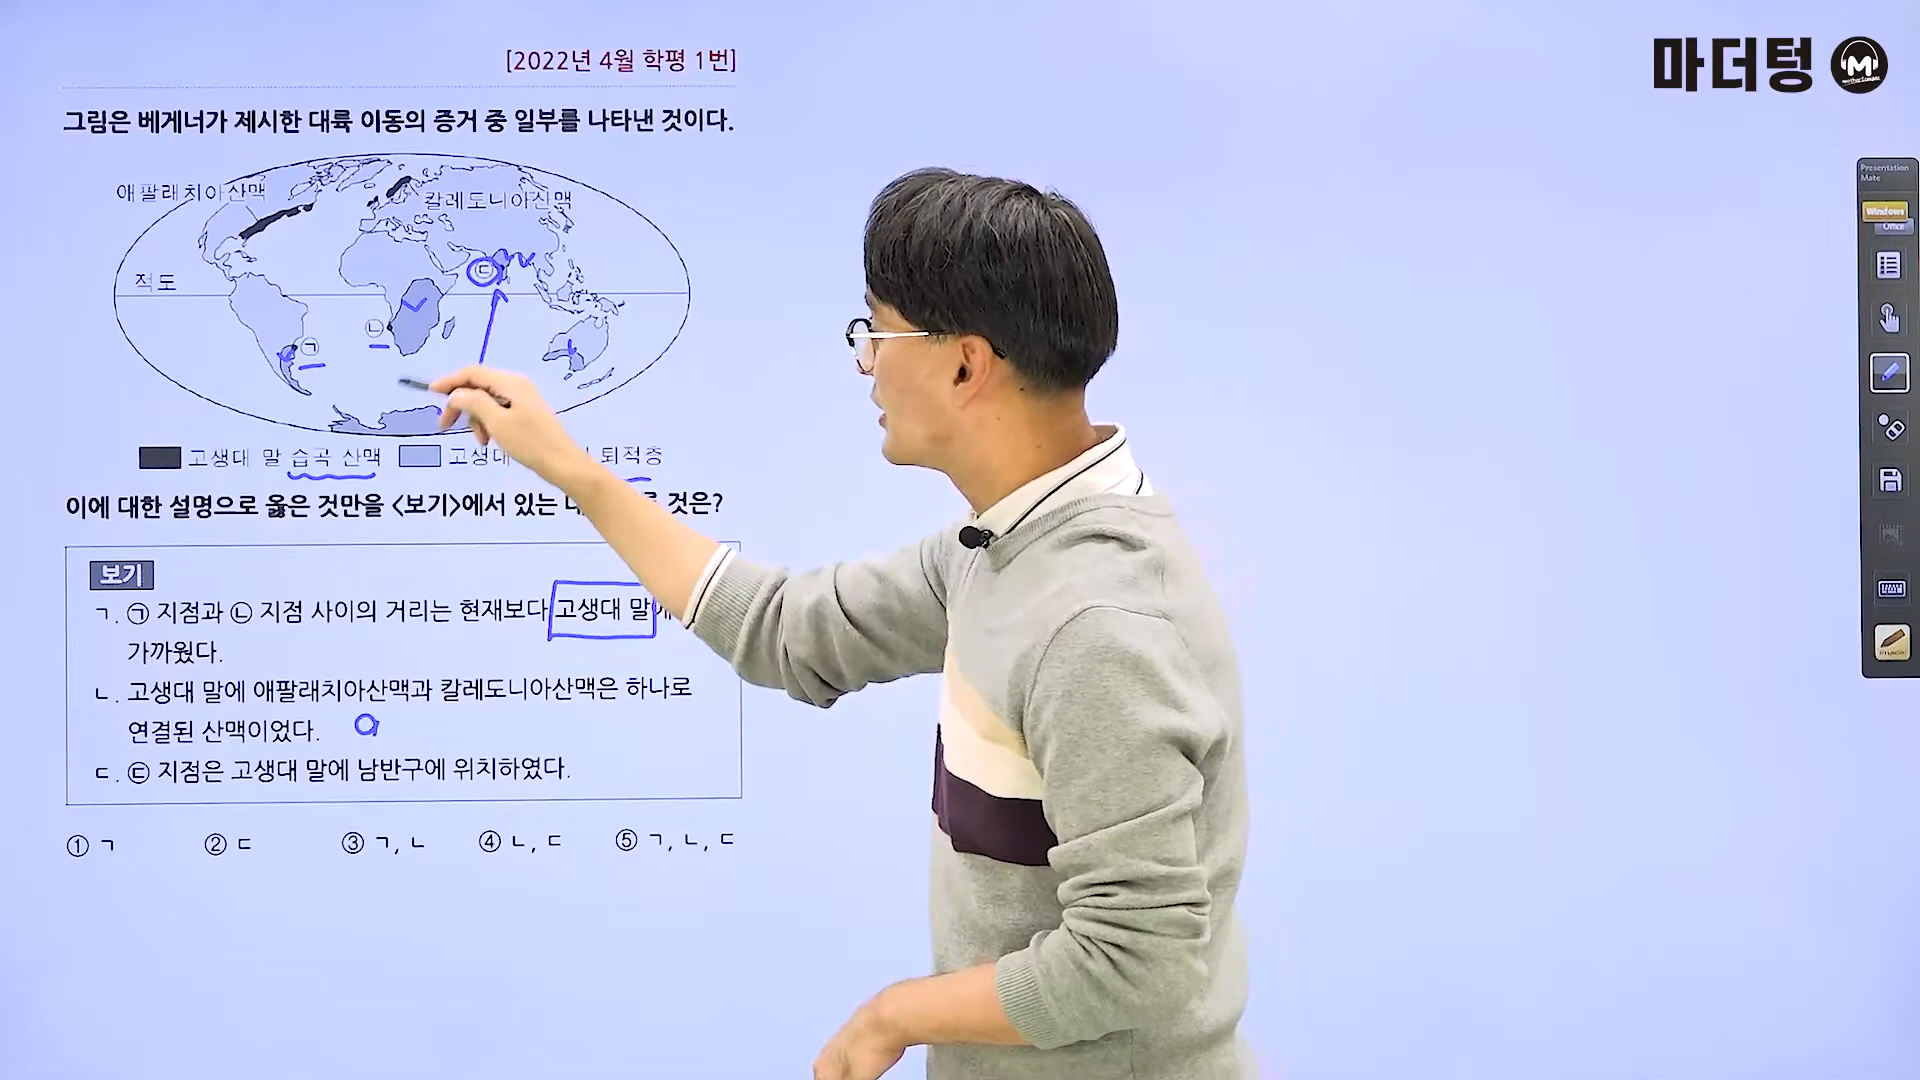 [2022년 4월 학평 1번]
마더텅 M
Presentation
Mate
그림은 베게너가 제시한 대륙 이동의 증거 중 일부를 나타낸 것이다.
애팔래치아산맥
칼레도니아산맥
Windows
Office
적도
㉢
㉡
㉠
고생대 말 습곡 산맥 고생대 퇴적층
이에 대한 설명으로 옳은 것만을 <보기>에서 있는 것은?
보기
ㄱ. ㉠ 지점과 ㉡ 지점 사이의 거리는 현재보다 고생대 말에
가까웠다.
ㄴ. 고생대 말에 애팔래치아산맥과 칼레도니아산맥은 하나로
연결된 산맥이었다.
ㄷ. ㉢ 지점은 고생대 말에 남반구에 위치하였다.
① ㄱ ② ㄷ ③ ㄱ, ㄴ ④ ㄴ, ㄷ ⑤ ㄱ, ㄴ, ㄷ